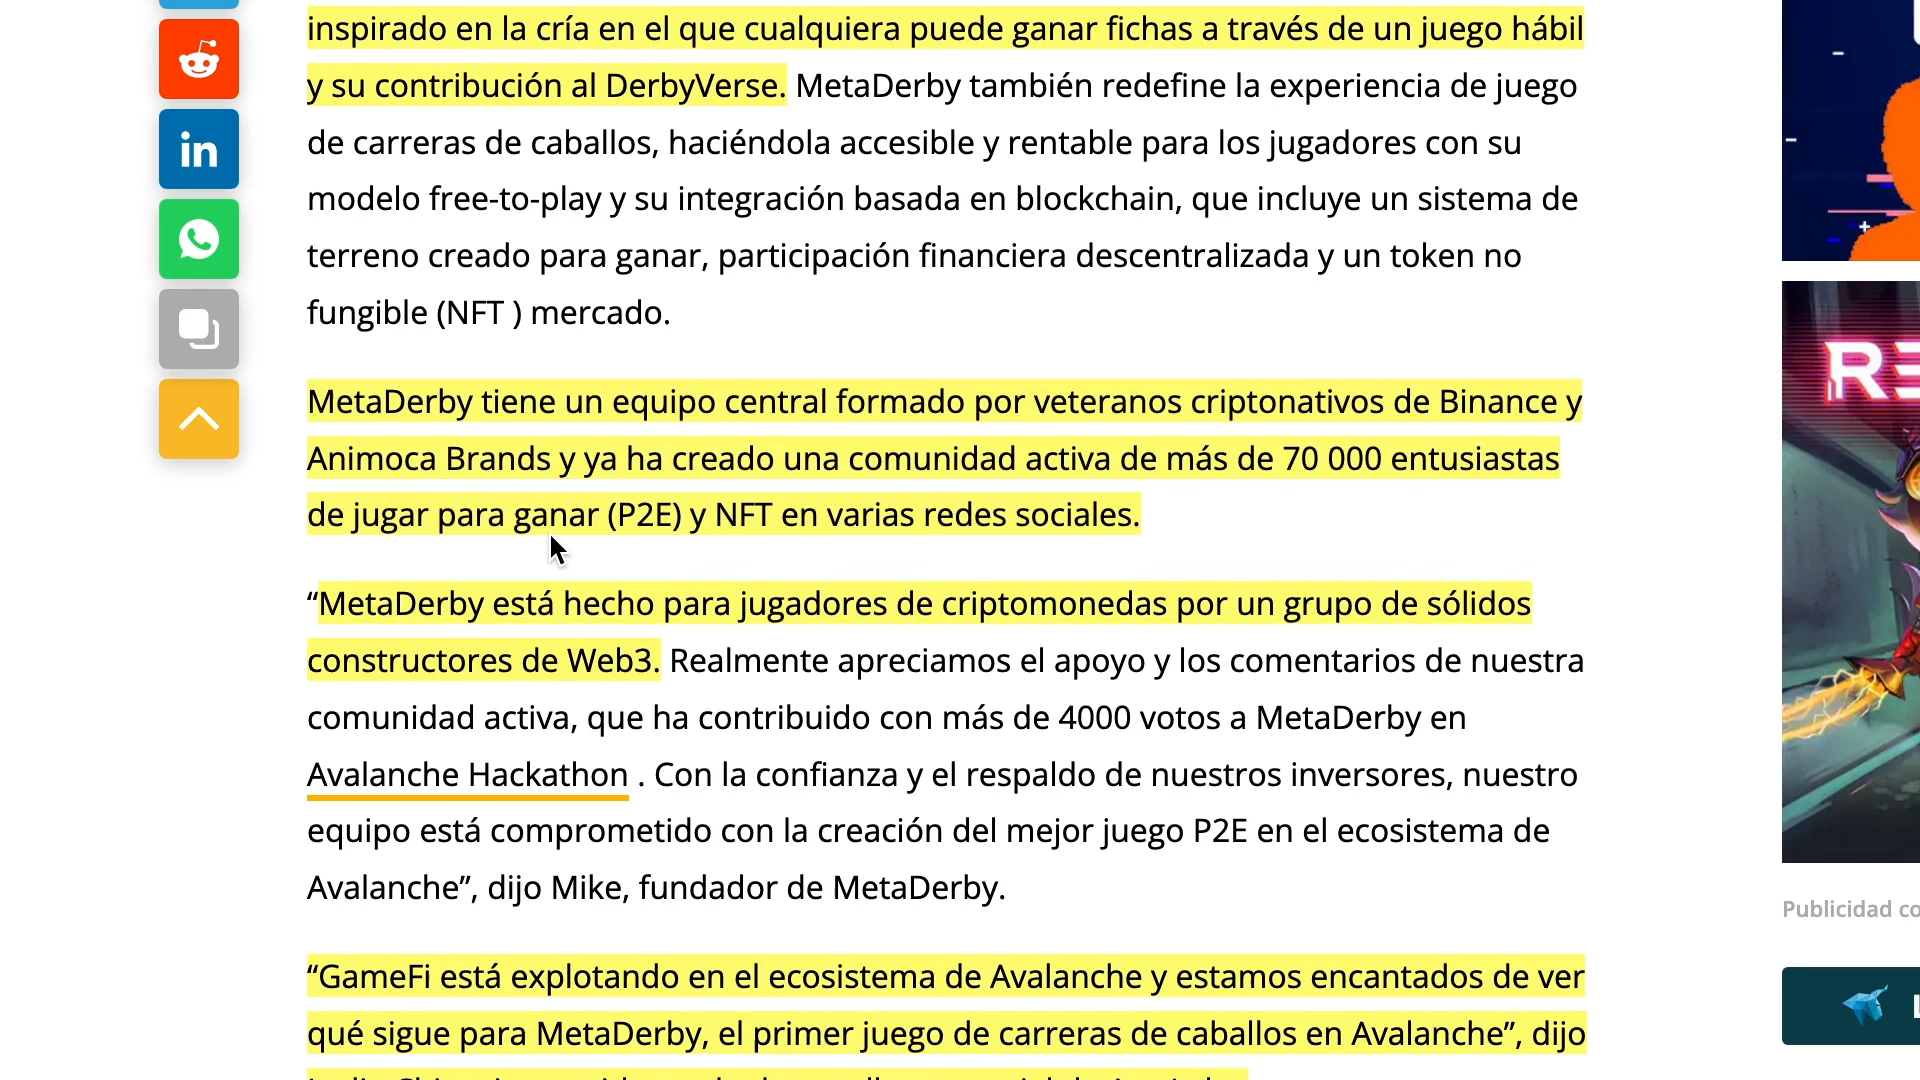 inspirado en la cría en el que cualquiera puede ganar fichas a través de un juego hábil
y su contribución al DerbyVerse. MetaDerby también redefine la experiencia de juego
de carreras de caballos, haciéndola accesible y rentable para los jugadores con su
modelo free-to-play y su integración basada en blockchain, que incluye un sistema de
terreno creado para ganar, participación financiera descentralizada y un token no
fungible (NFT ) mercado.
MetaDerby tiene un equipo central formado por veteranos criptonativos de Binance y
Animoca Brands y ya ha creado una comunidad activa de más de 70 000 entusiastas
de jugar para ganar (P2E) y NFT en varias redes sociales.
“MetaDerby está hecho para jugadores de criptomonedas por un grupo de sólidos
constructores de Web3. Realmente apreciamos el apoyo y los comentarios de nuestra
comunidad activa, que ha contribuido con más de 4000 votos a MetaDerby en
Avalanche Hackathon . Con la confianza y el respaldo de nuestros inversores, nuestro
equipo está comprometido con la creación del mejor juego P2E en el ecosistema de
Avalanche”, dijo Mike, fundador de MetaDerby.
“GameFi está explotando en el ecosistema de Avalanche y estamos encantados de ver
qué sigue para MetaDerby, el primer juego de carreras de caballos en Avalanche”, dijo
in
RE
Publicidad co